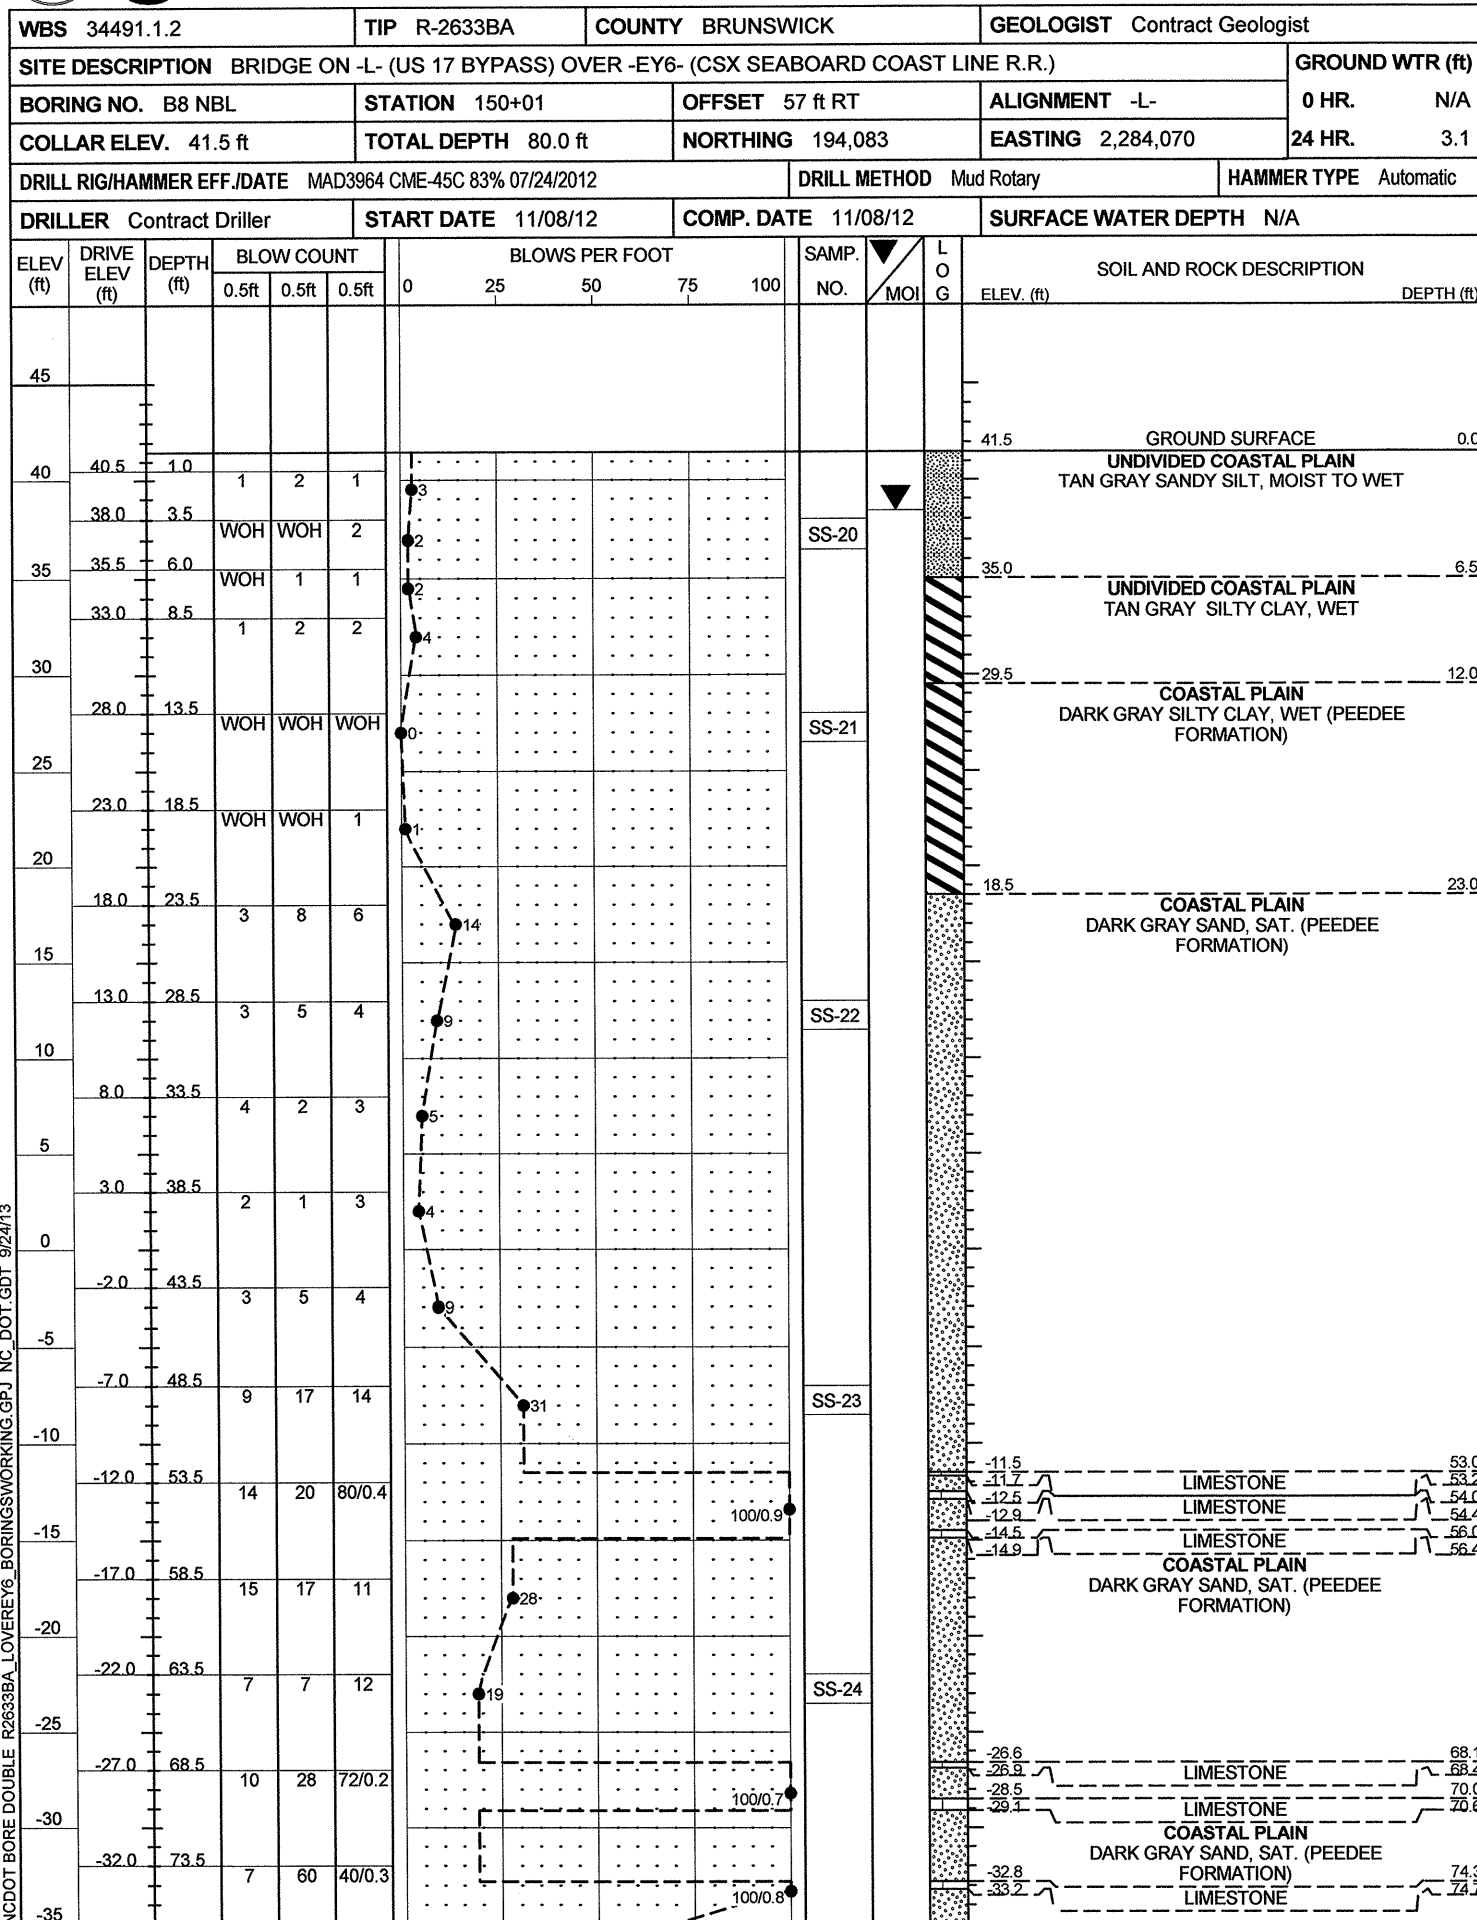 WBS 34491.1.2 TIP R-2633BA COUNTY BRUNSWICK GEOLOGIST Contract Geologist
SITE DESCRIPTION BRIDGE ON -L- (US 17 BYPASS) OVER -EY6- (CSX SEABOARD COAST LINE R.R.) GROUND WTR (ft)
BORING NO. B8 NBL STATION 150+01 OFFSET 57 ft RT ALIGNMENT -L- 0 HR. N/A
COLLAR ELEV. 41.5 ft TOTAL DEPTH 80.0 ft NORTHING 194,083 EASTING 2,284,070 24 HR. 3.1
DRILL RIG/HAMMER EFF./DATE MAD3964 CME-45C 83% 07/24/2012 DRILL METHOD Mud Rotary HAMMER TYPE Automatic
DRILLER Contract Driller START DATE 11/08/12 COMP. DATE 11/08/12 SURFACE WATER DEPTH N/A
ELEV (ft) DRIVE ELEV (ft) DEPTH (ft) BLOW COUNT BLOWS PER FOOT SAMP. NO. MOI LOG SOIL AND ROCK DESCRIPTION
0.5ft 0.5ft 0.5ft 0 25 50 75 100 ELEV. (ft) DEPTH (ft)
45
41.5 GROUND SURFACE 0.0
UNDIVIDED COASTAL PLAIN
40 40.5 1.0 1 2 1 3 TAN GRAY SANDY SILT, MOIST TO WET
38.0 3.5 WOH WOH 2 2 SS-20
35 35.5 6.0 WOH 1 1 2 35.0 6.5
UNDIVIDED COASTAL PLAIN
TAN GRAY SILTY CLAY, WET
33.0 8.5 1 2 2 4
30 29.5 12.0
COASTAL PLAIN
28.0 13.5 WOH WOH WOH 0 SS-21 DARK GRAY SILTY CLAY, WET (PEEDEE
FORMATION)
25
23.0 18.5 WOH WOH 1 1
20
18.5 23.0
18.0 23.5 3 8 6 14 COASTAL PLAIN
DARK GRAY SAND, SAT. (PEEDEE
FORMATION)
15
13.0 28.5 3 5 4 9 SS-22
10
8.0 33.5 4 2 3 5
5
3.0 38.5 2 1 3 4
0
-2.0 43.5 3 5 4 9
-5
-7.0 48.5 9 17 14 31 SS-23
-10
-11.5 53.0
-11.7 LIMESTONE 53.2
-12.0 53.5 14 20 80/0.4 100/0.9
-12.5 54.0
-12.9 LIMESTONE 54.4
-15
-14.5 56.0
-14.9 LIMESTONE 56.4
COASTAL PLAIN
-17.0 58.5 15 17 11 28 DARK GRAY SAND, SAT. (PEEDEE
FORMATION)
-20
-22.0 63.5 7 7 12 19 SS-24
-25
-26.6 68.1
-26.9 LIMESTONE 68.4
-27.0 68.5 10 28 72/0.2 100/0.7
-28.5 70.0
-29.1 LIMESTONE 70.6
-30 COASTAL PLAIN
DARK GRAY SAND, SAT. (PEEDEE
FORMATION)
-32.0 73.5 7 60 40/0.3 100/0.8
-32.8 74.3
-33.2 LIMESTONE 74.7
-35
NCDOT BORE DOUBLE R2633BA_LOVEREY6_BORINGSWORKING.GPJ NC_DOT.GDT 9/24/13